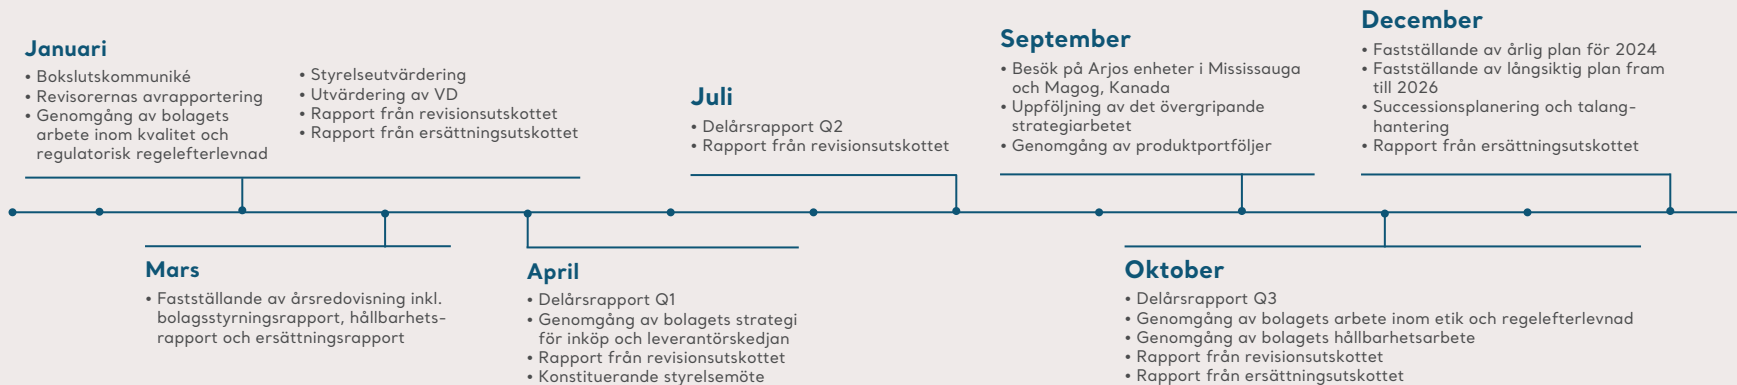 Januari
• Bokslutskommuniké
• Revisorernas avrapportering
• Genomgång av bolagets
arbete inom kvalitet och
regulatorisk regelefterlevnad
• Styrelseutvärdering
• Utvärdering av VD
• Rapport från revisionsutskottet
• Rapport från ersättningsutskottet
Mars
• Fastställande av årsredovisning inkl.
bolagsstyrningsrapport, hållbarhets-
rapport och ersättningsrapport
April
• Delårsrapport Q1
• Genomgång av bolagets strategi
för inköp och leverantörskedjan
• Rapport från revisionsutskottet
• Konstituerande styrelsemöte
Juli
• Delårsrapport Q2
• Rapport från revisionsutskottet
September
• Besök på Arjos enheter i Mississauga
och Magog, Kanada
• Uppföljning av det övergripande
strategiarbetet
• Genomgång av produktportföljer
Oktober
• Delårsrapport Q3
• Genomgång av bolagets arbete inom etik och regelefterlevnad
• Genomgång av bolagets hållbarhetsarbete
• Rapport från revisionsutskottet
• Rapport från ersättningsutskottet
December
• Fastställande av årlig plan för 2024
• Fastställande av långsiktig plan fram
till 2026
• Successionsplanering och talang-
hantering
• Rapport från ersättningsutskottet